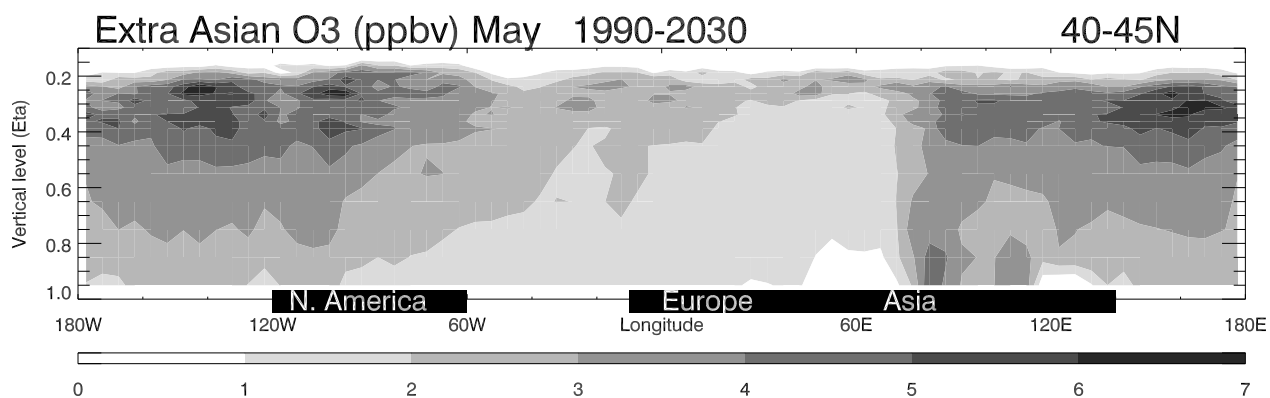 Extra Asian O3 (ppbv) May 1990-2030 40-45N
Vertical level (Eta)
0.2
0.4
0.6
0.8
1.0
N. America Europe Asia
180W 120W 60W Longitude 60E 120E 180E
0 1 2 3 4 5 6 7